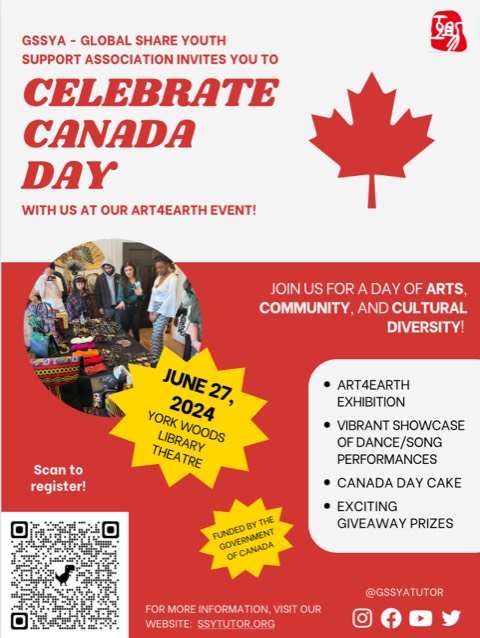 GSSYA - GLOBAL SHARE YOUTH
SUPPORT ASSOCIATION INVITES YOU TO
CELEBRATE
CANADA
DAY
WITH US AT OUR ART4EARTH EVENT!
JOIN US FOR A DAY OF ARTS,
COMMUNITY, AND CULTURAL
DIVERSITY!
JUNE 27,
2024
YORK WOODS
LIBRARY
THEATRE
• ART4EARTH
EXHIBITION
• VIBRANT SHOWCASE
OF DANCE/SONG
PERFORMANCES
• CANADA DAY CAKE
• EXCITING
GIVEAWAY PRIZES
Scan to
register!
FUNDED BY THE
GOVERNMENT
OF CANADA
FOR MORE INFORMATION, VISIT OUR
WEBSITE: SSYTUTOR.ORG
@GSSYATUTOR